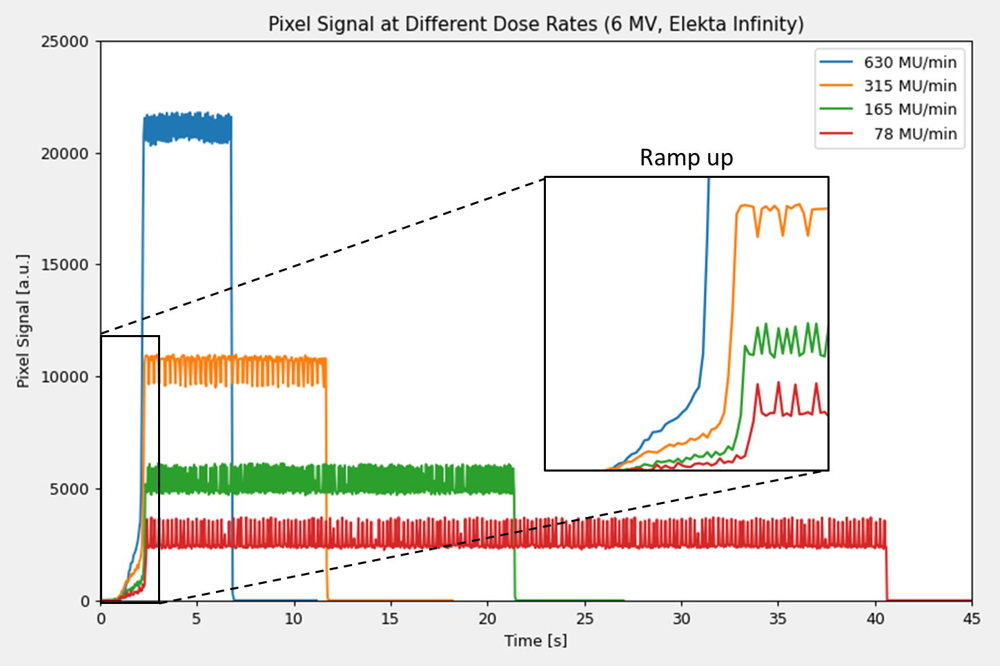 Pixel Signal at Different Dose Rates (6 MV, Elekta Infinity)
25000
20000
15000
10000
5000
0
Pixel Signal [a.u.]
630 MU/min
315 MU/min
165 MU/min
78 MU/min
Ramp up
0 5 10 15 20 25 30 35 40 45
Time [s]